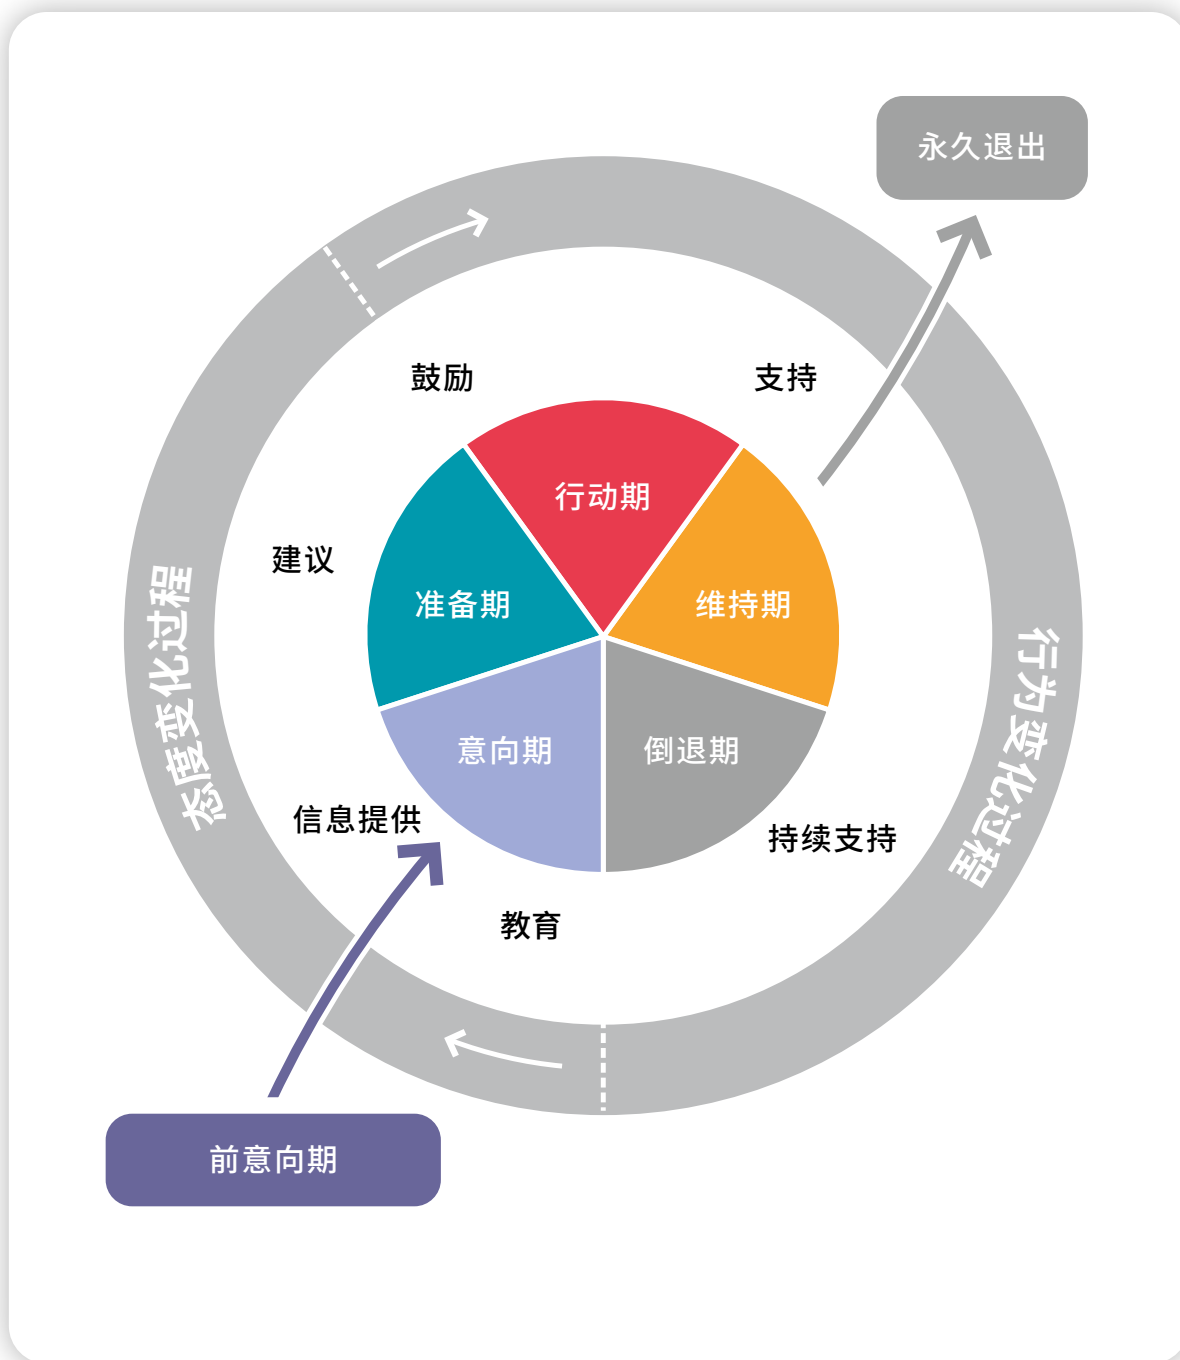 永久退出
鼓励
支持
行动期
建议
准备期
维持期
态度变化过程
行为变化过程
意向期
倒退期
信息提供
持续支持
教育
前意向期